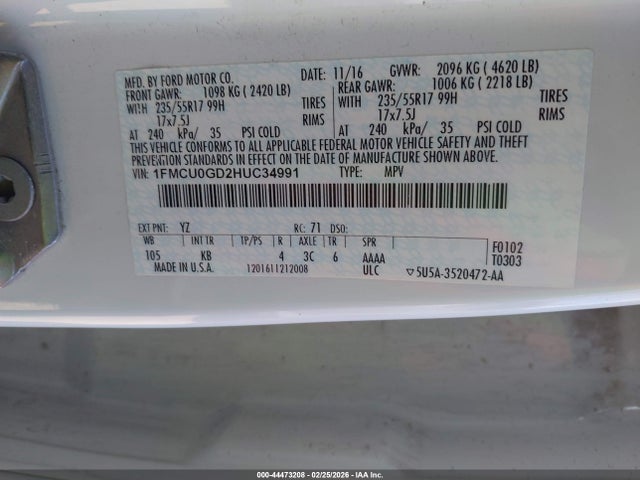 MFD. BY FORD MOTOR CO. DATE: 11/16 GVWR: 2096 KG ( 4620 LB)
FRONT GAWR: 1098 KG ( 2420 LB) REAR GAWR: 1006 KG ( 2218 LB)
WITH 235/55R17 99H TIRES WITH 235/55R17 99H TIRES
17x7.5J RIMS 17x7.5J RIMS
AT 240 kPa/ 35 PSI COLD AT 240 kPa/ 35 PSI COLD
THIS VEHICLE CONFORMS TO ALL APPLICABLE FEDERAL MOTOR VEHICLE SAFETY AND THEFT
PREVENTION STANDARDS IN EFFECT ON THE DATE OF MANUFACTURE SHOWN ABOVE.
VIN: 1FMCU0GD2HUC34991 TYPE: MPV
EXT PNT: YZ RC: 71 DSO:
WB INT TR TP/PS R AXLE TR SPR F0102
105 KB 4 3C 6 AAAA T0303
MADE IN U.S.A. 1201611212008 ULC ▽5U5A-3520472-AA
000-44473208 - 02/25/2026 - IAA Inc.